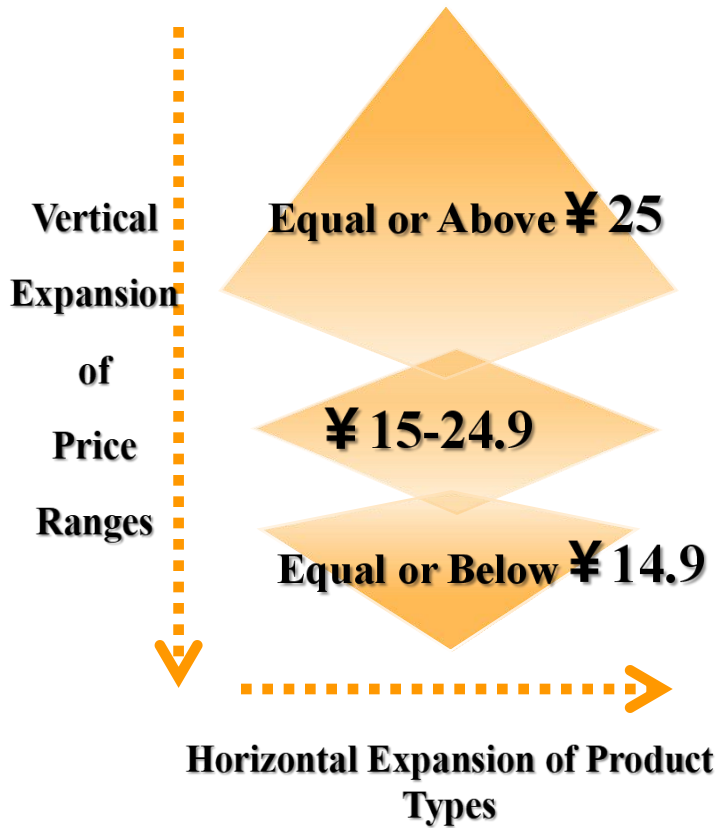 Vertical
Expansion
of
Price
Ranges
Equal or Above ¥ 25
¥ 15-24.9
Equal or Below ¥ 14.9
Horizontal Expansion of Product
Types